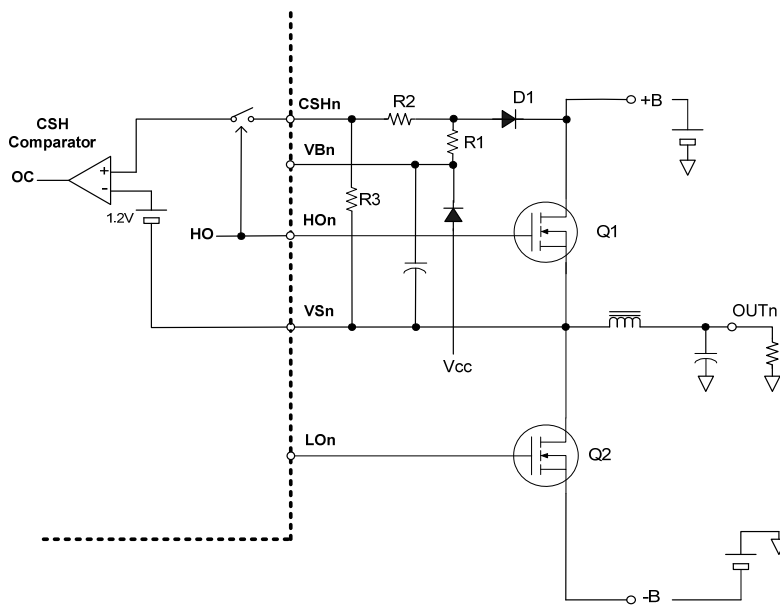 CSHn
R2
D1
+B
CSH
Comparator
R1
VBn
OC
+
-
R3
1.2V
HOn
HO
Q1
VSn
OUTn
Vcc
LOn
Q2
-B